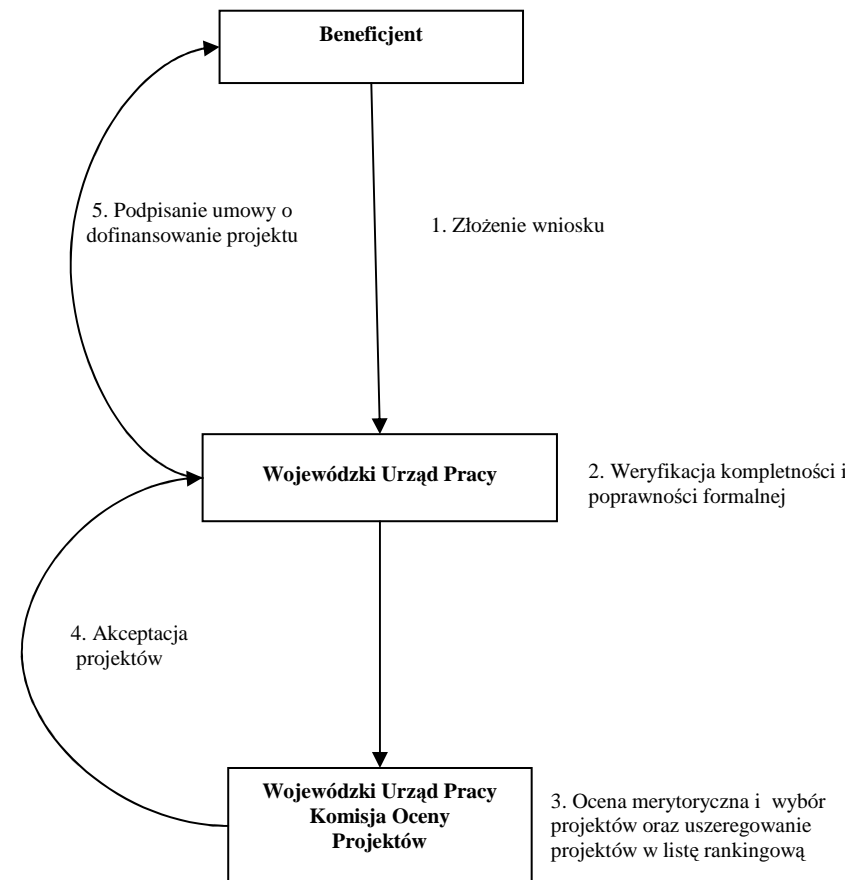 Beneficjent
5. Podpisanie umowy o
dofinansowanie projektu
1. Złożenie wniosku
Wojewódzki Urząd Pracy
2. Weryfikacja kompletności i
poprawności formalnej
4. Akceptacja
projektów
Wojewódzki Urząd Pracy
Komisja Oceny
Projektów
3. Ocena merytoryczna i wybór
projektów oraz uszeregowanie
projektów w listę rankingową